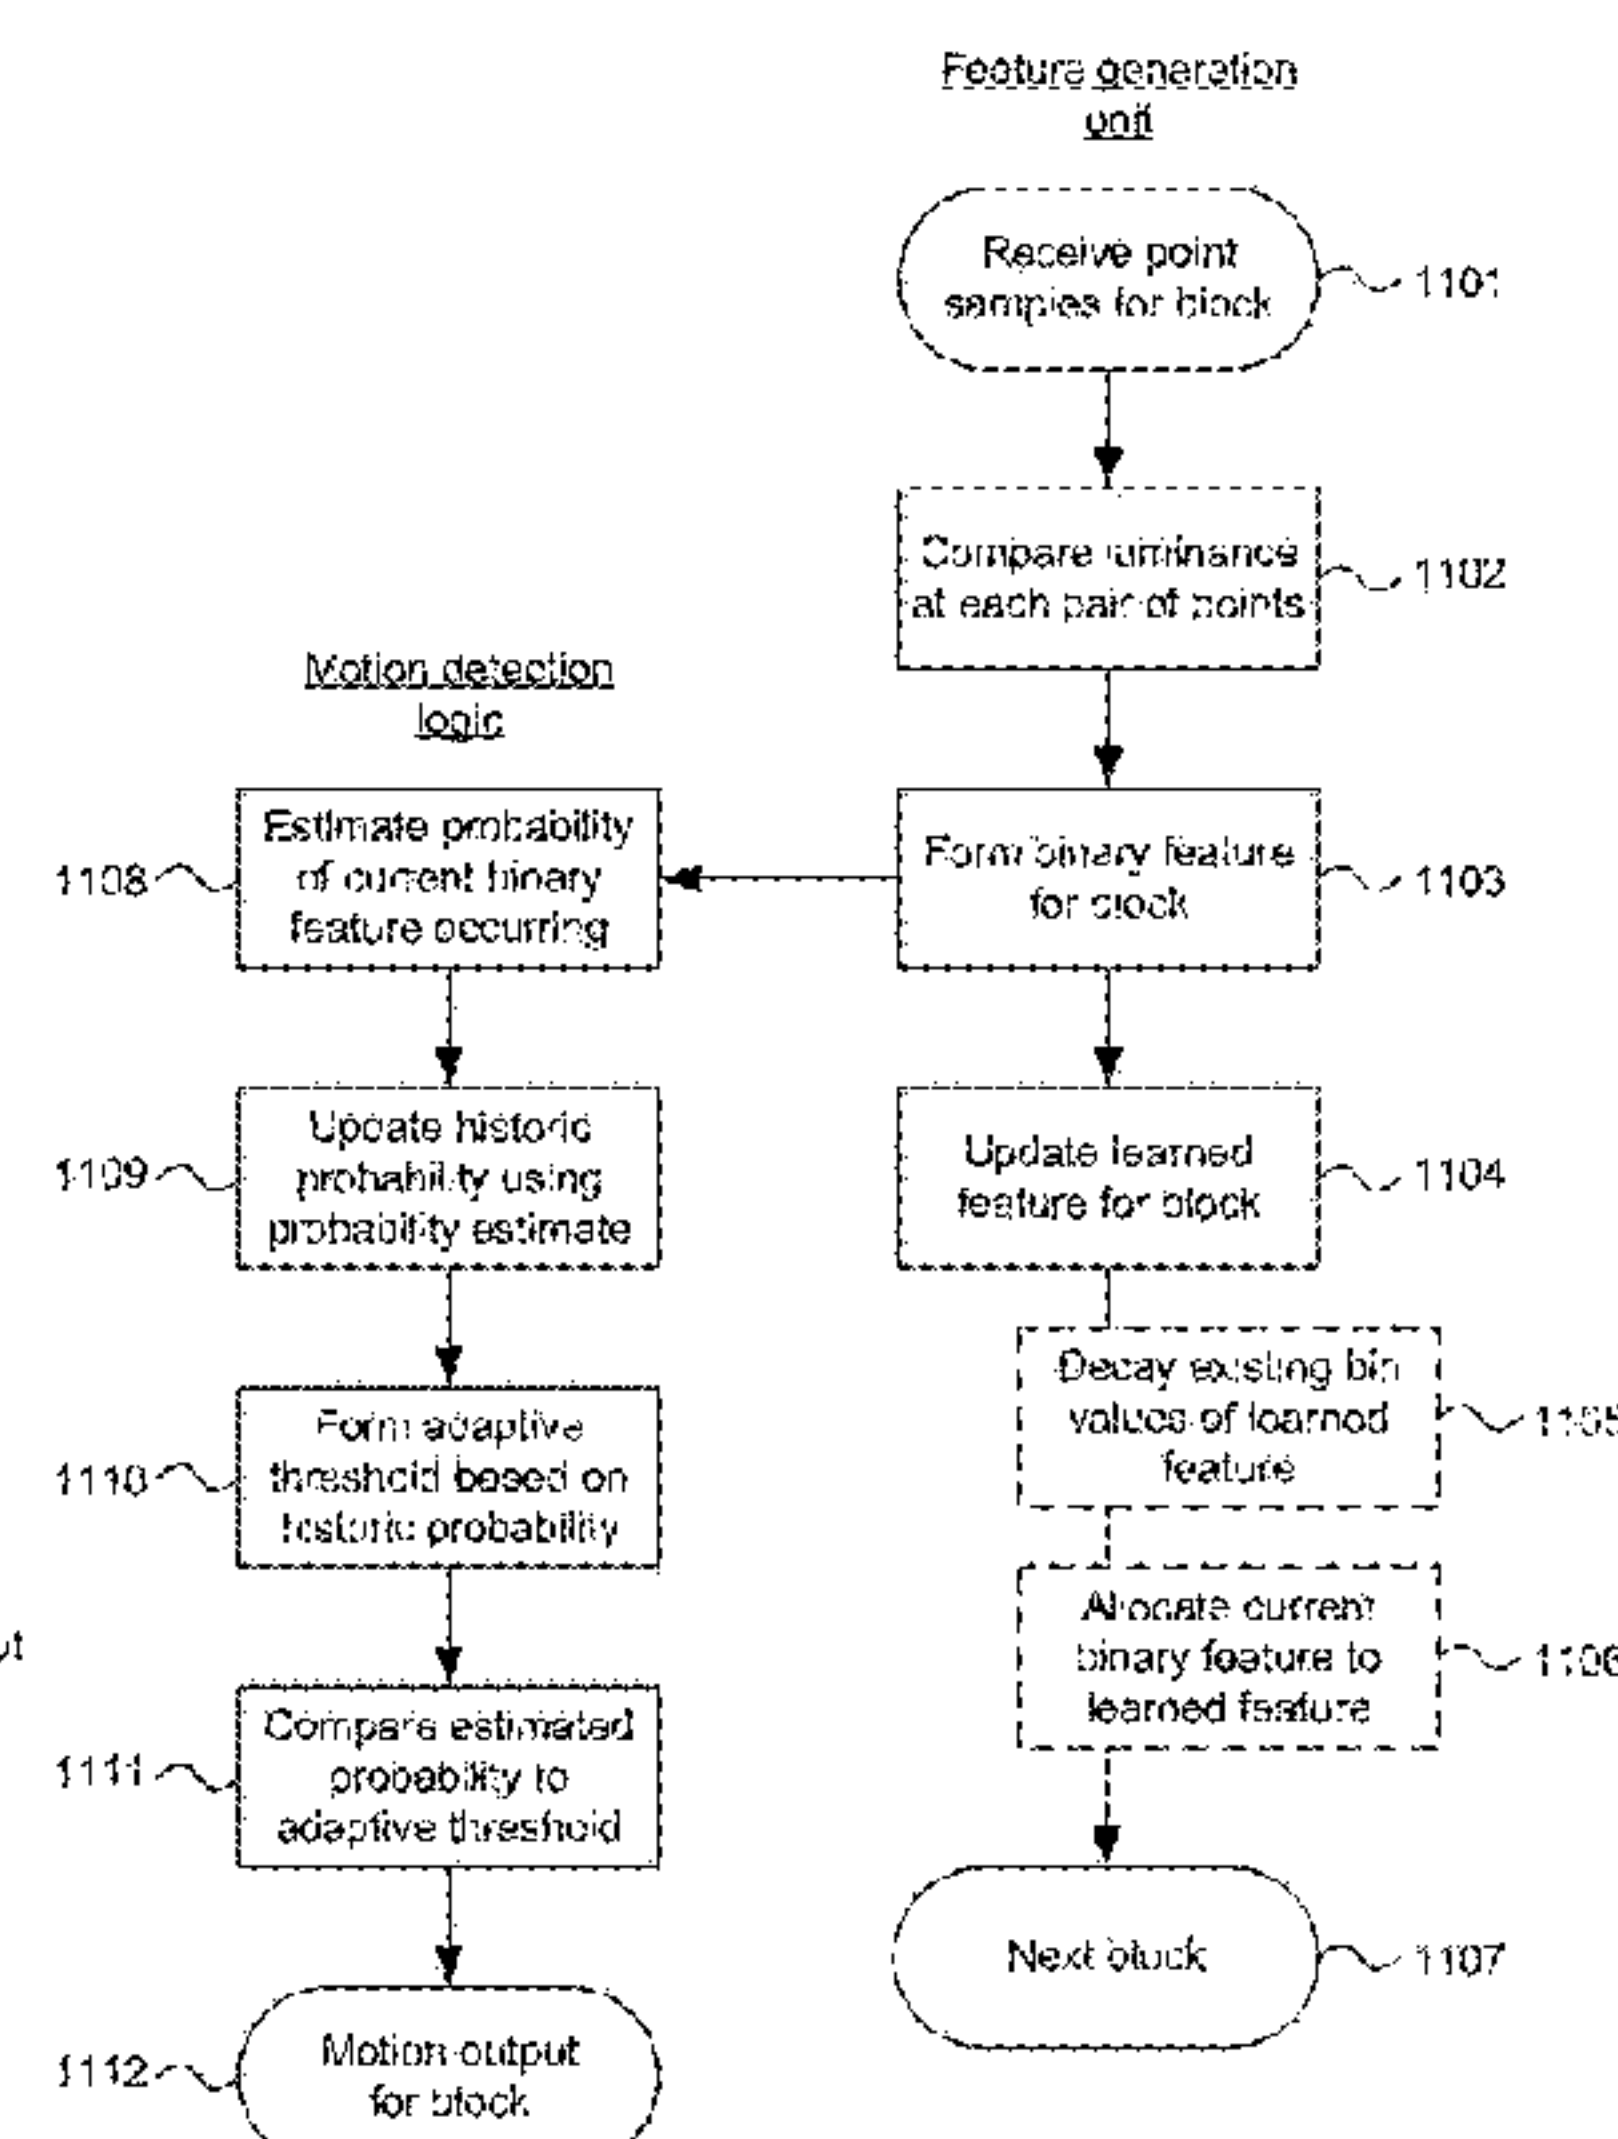 Feature generation
unit
Receive point
samples for block
1101
Compare luminance
at each pair of points
1102
Form binary feature
for block
1103
Update learned
feature for block
1104
Decay existing bin
values of learned
feature
1105
Allocate current
binary feature to
learned feature
1106
Next block
1107
Motion detection
logic
Estimate probability
of current binary
feature occurring
1108
Update historic
probability using
probability estimate
1109
Form adaptive
threshold based on
historic probability
1110
Compare estimated
probability to
adaptive threshold
1111
Motion output
for block
1112